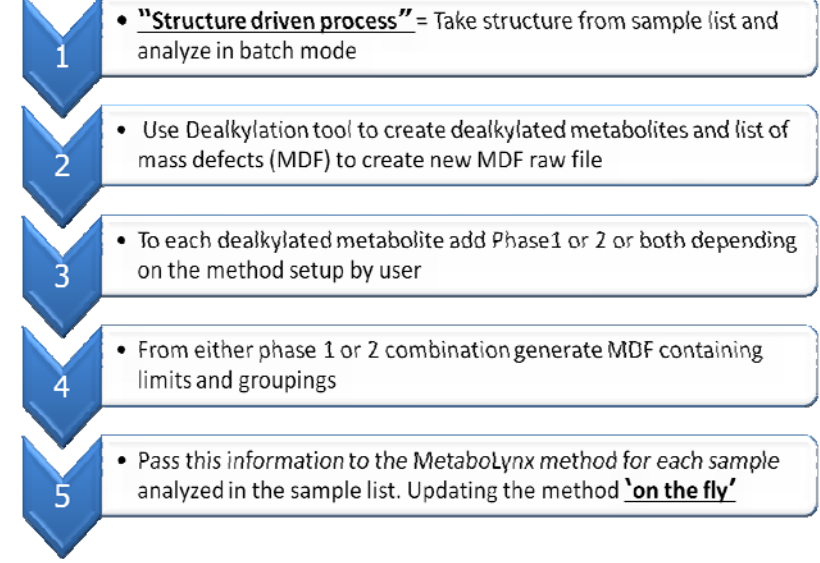 1
• "Structure driven process" = Take structure from sample list and
analyze in batch mode
2
• Use Dealkylation tool to create dealkylated metabolites and list of
mass defects (MDF) to create new MDF raw file
3
• To each dealkylated metabolite add Phase1 or 2 or both depending
on the method setup by user
4
• From either phase 1 or 2 combination generate MDF containing
limits and groupings
5
• Pass this information to the MetaboLynx method for each sample
analyzed in the sample list. Updating the method 'on the fly'